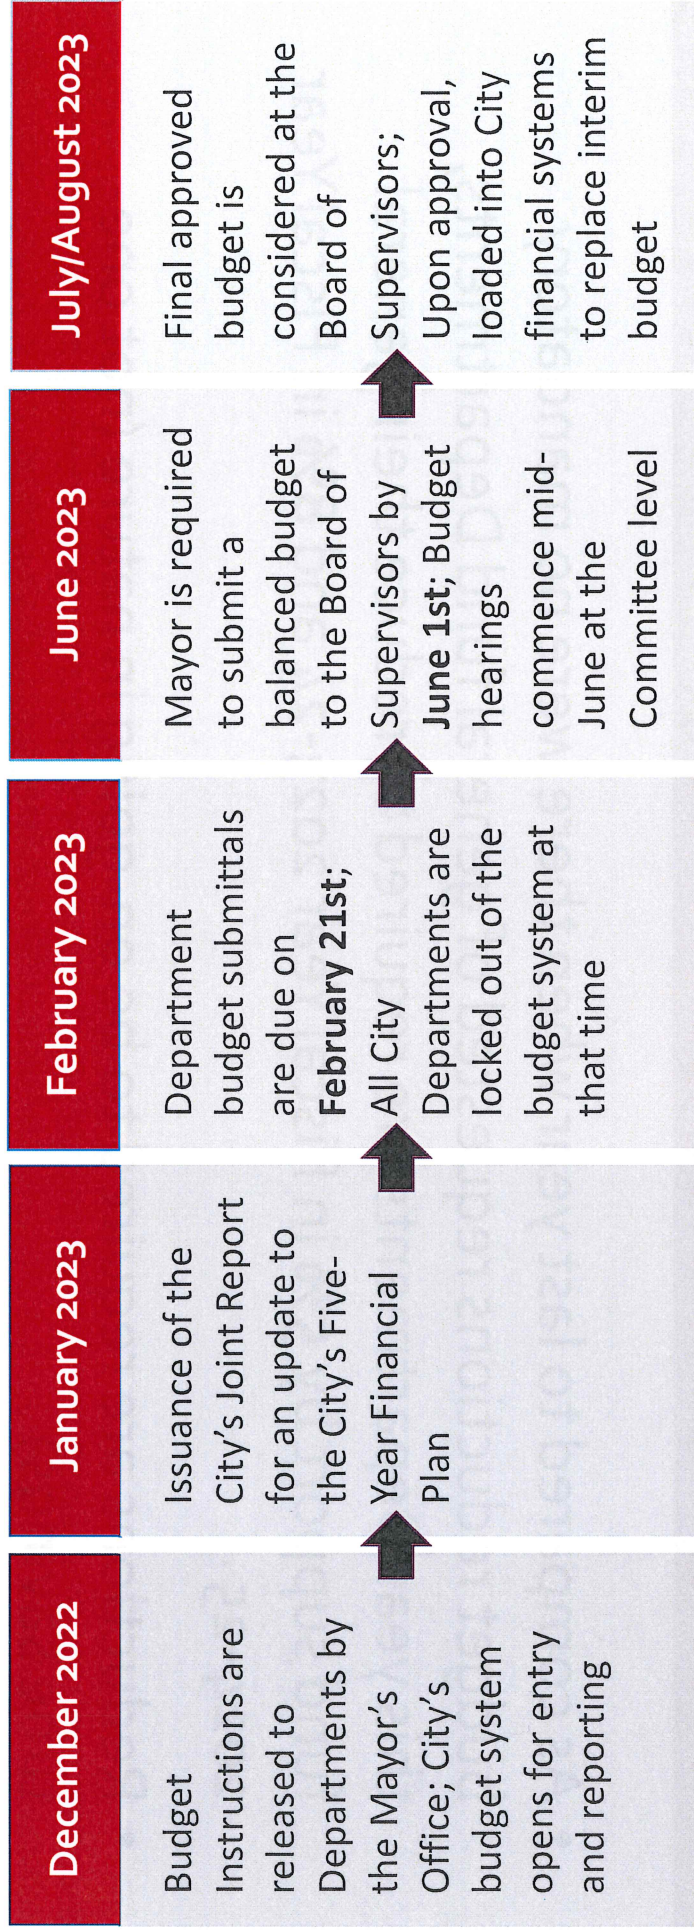 December 2022
Budget
Instructions are
released to
Departments by
the Mayor's
Office; City's
budget system
opens for entry
and reporting
January 2023
Issuance of the
City's Joint Report
for an update to
the City's Five-
Year Financial
Plan
February 2023
Department
budget submittals
are due on
February 21st;
All City
Departments are
locked out of the
budget system at
that time
June 2023
Mayor is required
to submit a
balanced budget
to the Board of
Supervisors by
June 1st; Budget
hearings
commence mid-
June at the
Committee level
July/August 2023
Final approved
budget is
considered at the
Board of
Supervisors;
Upon approval,
loaded into City
financial systems
to replace interim
budget